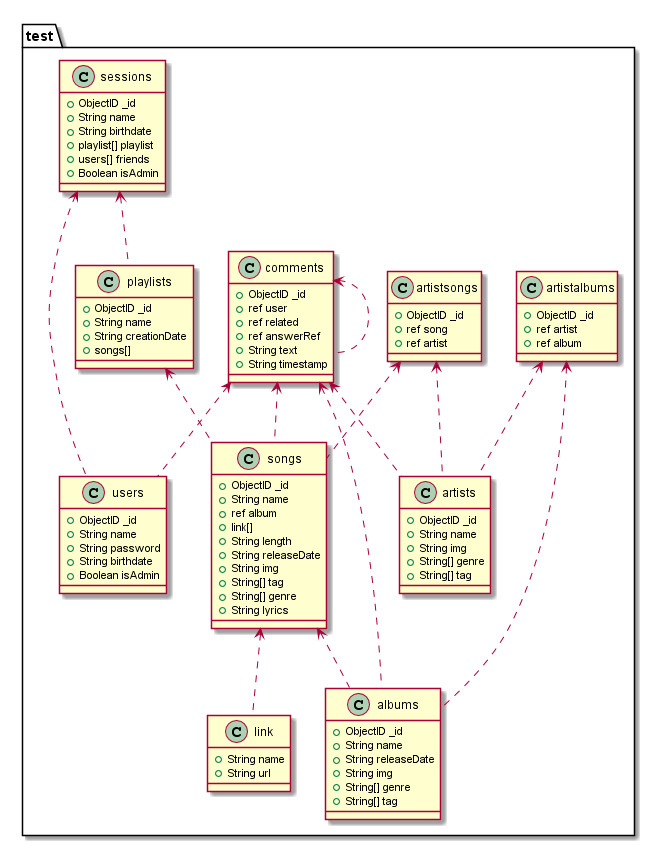 test
C sessions
ObjectID _id
String name
String birthdate
playlist[] playlist
users[] friends
Boolean isAdmin
C playlists
ObjectID _id
String name
String creationDate
songs[]
C comments
ObjectID _id
ref user
ref related
ref answerRef
String text
String timestamp
C artistsongs
ObjectID _id
ref song
ref artist
C artistalbums
ObjectID _id
ref artist
ref album
C users
ObjectID _id
String name
String password
String birthdate
Boolean isAdmin
C songs
ObjectID _id
String name
ref album
link[]
String length
String releaseDate
String img
String[] tag
String[] genre
String lyrics
C artists
ObjectID _id
String name
String img
String[] genre
String[] tag
C link
String name
String url
C albums
ObjectID _id
String name
String releaseDate
String img
String[] genre
String[] tag